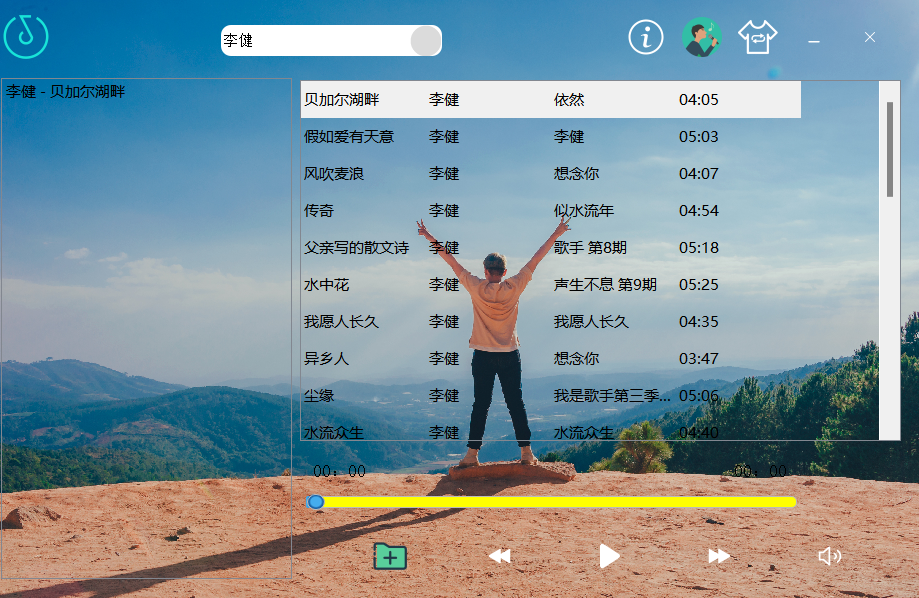 李健
李健 - 贝加尔湖畔
贝加尔湖畔 李健 依然 04:05
假如爱有天意 李健 李健 05:03
风吹麦浪 李健 想念你 04:07
传奇 李健 似水流年 04:54
父亲写的散文诗 李健 歌手 第8期 05:18
水中花 李健 声生不息 第9期 05:25
我愿人长久 李健 我愿人长久 04:35
异乡人 李健 想念你 03:47
尘缘 李健 我是歌手第三季... 05:06
水流众生 李健 水流众生 04:40
00：00 00：00